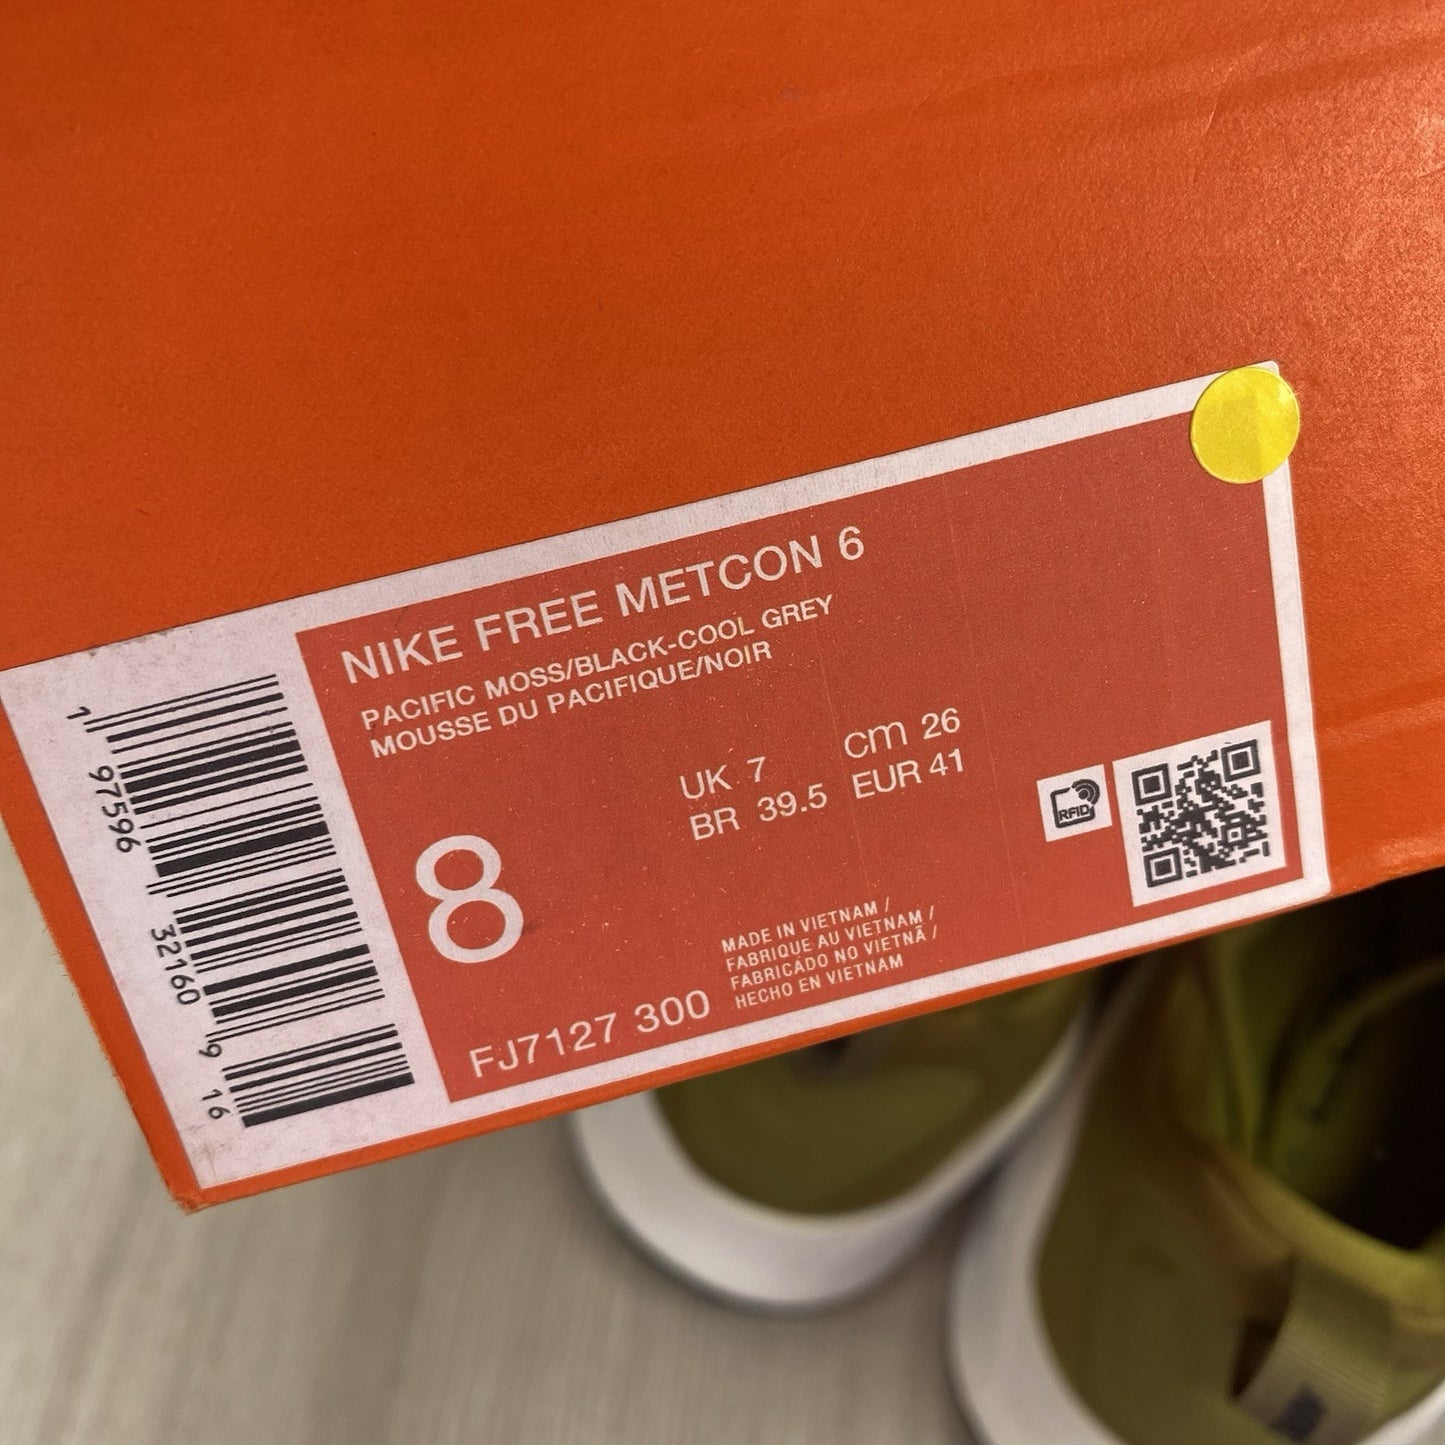 NIKE FREE METCON 6
PACIFIC MOSS/BLACK-COOL GREY
MOUSSE DU PACIFIQUE/NOIR
UK 7 cm 26
BR 39.5 EUR 41
8
RFID
MADE IN VIETNAM /
FABRIQUE AU VIETNAM /
FABRICADO NO VIETNÃ /
HECHO EN VIETNAM
FJ7127 300
1 97596 32160 9 16